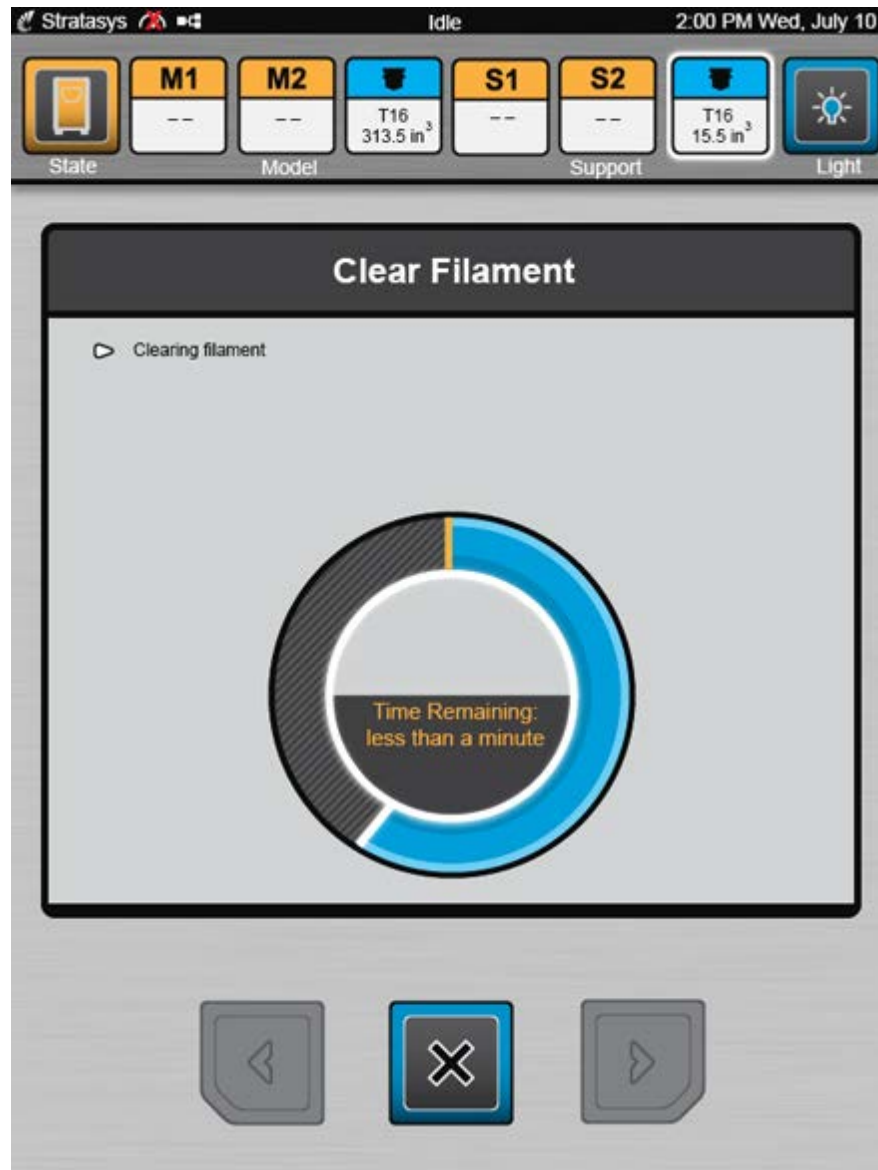 Stratasys
Idle
2:00 PM Wed, July 10
M1
--
M2
--
T16
313.5 in³
S1
--
S2
--
T16
15.5 in³
State
Model
Support
Light
Clear Filament
Clearing filament
Time Remaining:
less than a minute